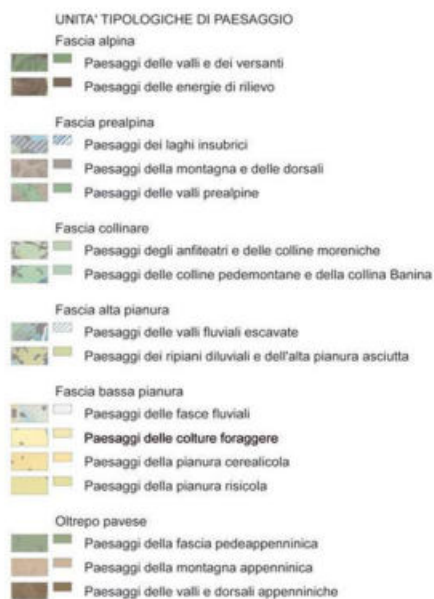 UNITA' TIPOLOGICHE DI PAESAGGIO
Fascia alpina
Paesaggi delle valli e dei versanti
Paesaggi delle energie di rilievo
Fascia prealpina
Paesaggi dei laghi insubrici
Paesaggi della montagna e delle dorsali
Paesaggi delle valli prealpine
Fascia collinare
Paesaggi degli anfiteatri e delle colline moreniche
Paesaggi delle colline pedemontane e della collina Banina
Fascia alta pianura
Paesaggi delle valli fluviali escavate
Paesaggi dei ripiani diluviali e dell'alta pianura asciutta
Fascia bassa pianura
Paesaggi delle fasce fluviali
Paesaggi delle colture foraggere
Paesaggi della pianura cerealicola
Paesaggi della pianura risicola
Oltrepo pavese
Paesaggi della fascia pedeappenninica
Paesaggi della montagna appenninica
Paesaggi delle valli e dorsali appenniniche